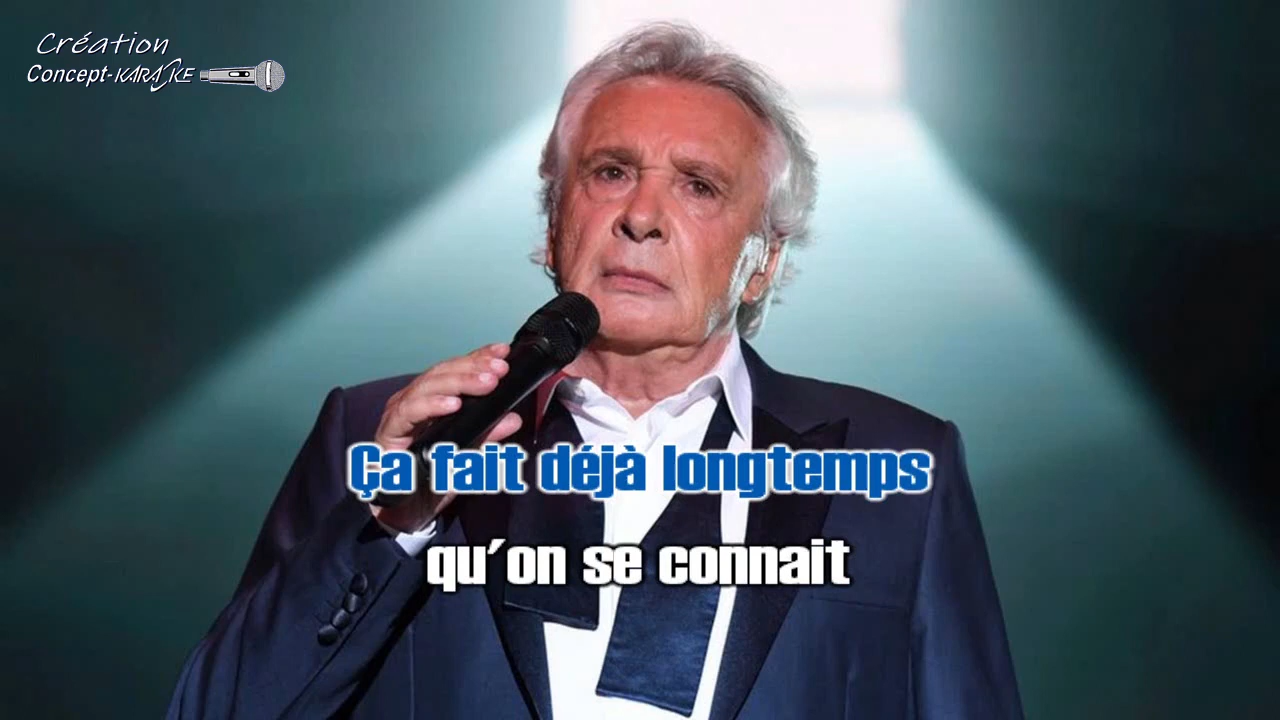 Création
Concept-KARAOKE
Ça fait déjà longtemps
qu'on se connait